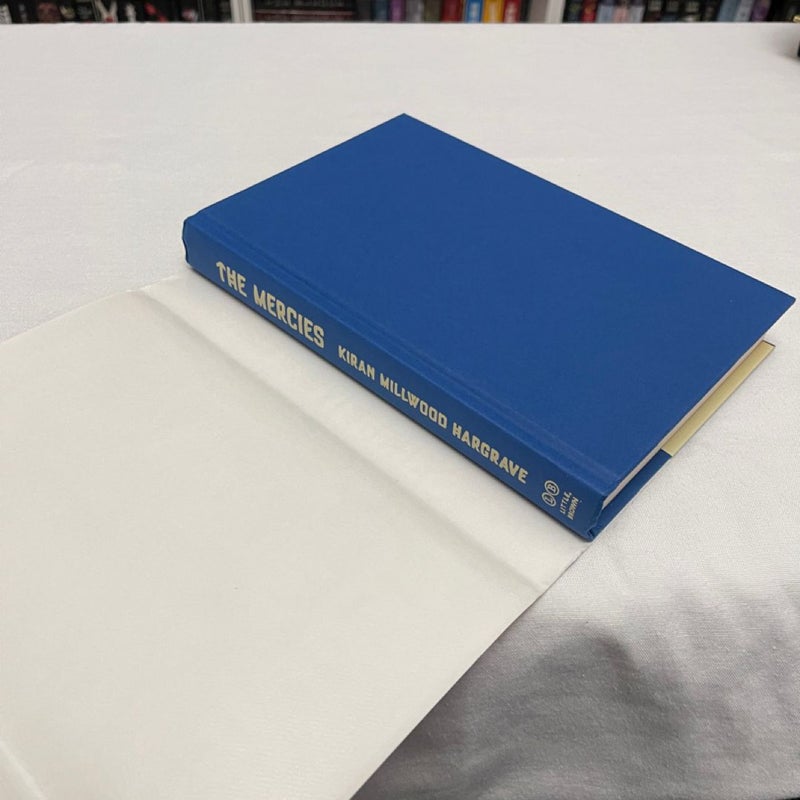 THE MERCIES KIRAN MILLWOOD HARGRAVE
LB
LITTLE,
BROWN